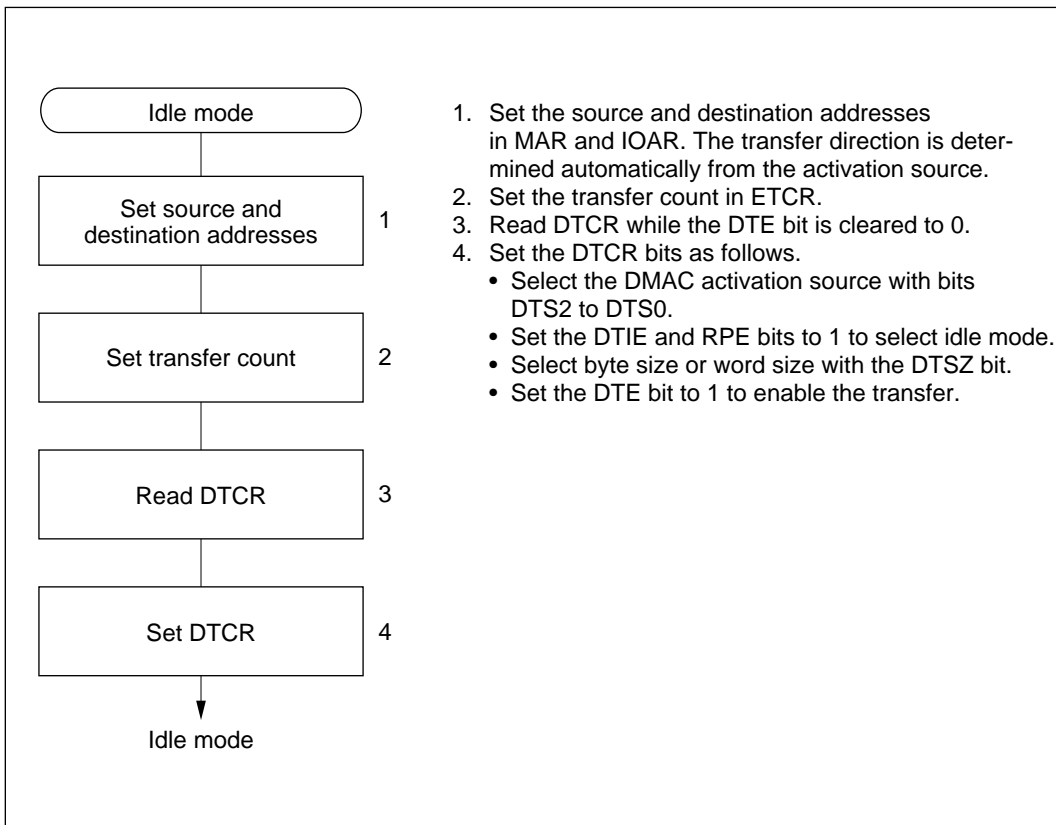 Idle mode
Set source and
destination addresses
1
Set transfer count
2
Read DTCR
3
Set DTCR
4
Idle mode
1. Set the source and destination addresses
in MAR and IOAR. The transfer direction is deter-
mined automatically from the activation source.
2. Set the transfer count in ETCR.
3. Read DTCR while the DTE bit is cleared to 0.
4. Set the DTCR bits as follows.
• Select the DMAC activation source with bits
DTS2 to DTS0.
• Set the DTIE and RPE bits to 1 to select idle mode.
• Select byte size or word size with the DTSZ bit.
• Set the DTE bit to 1 to enable the transfer.